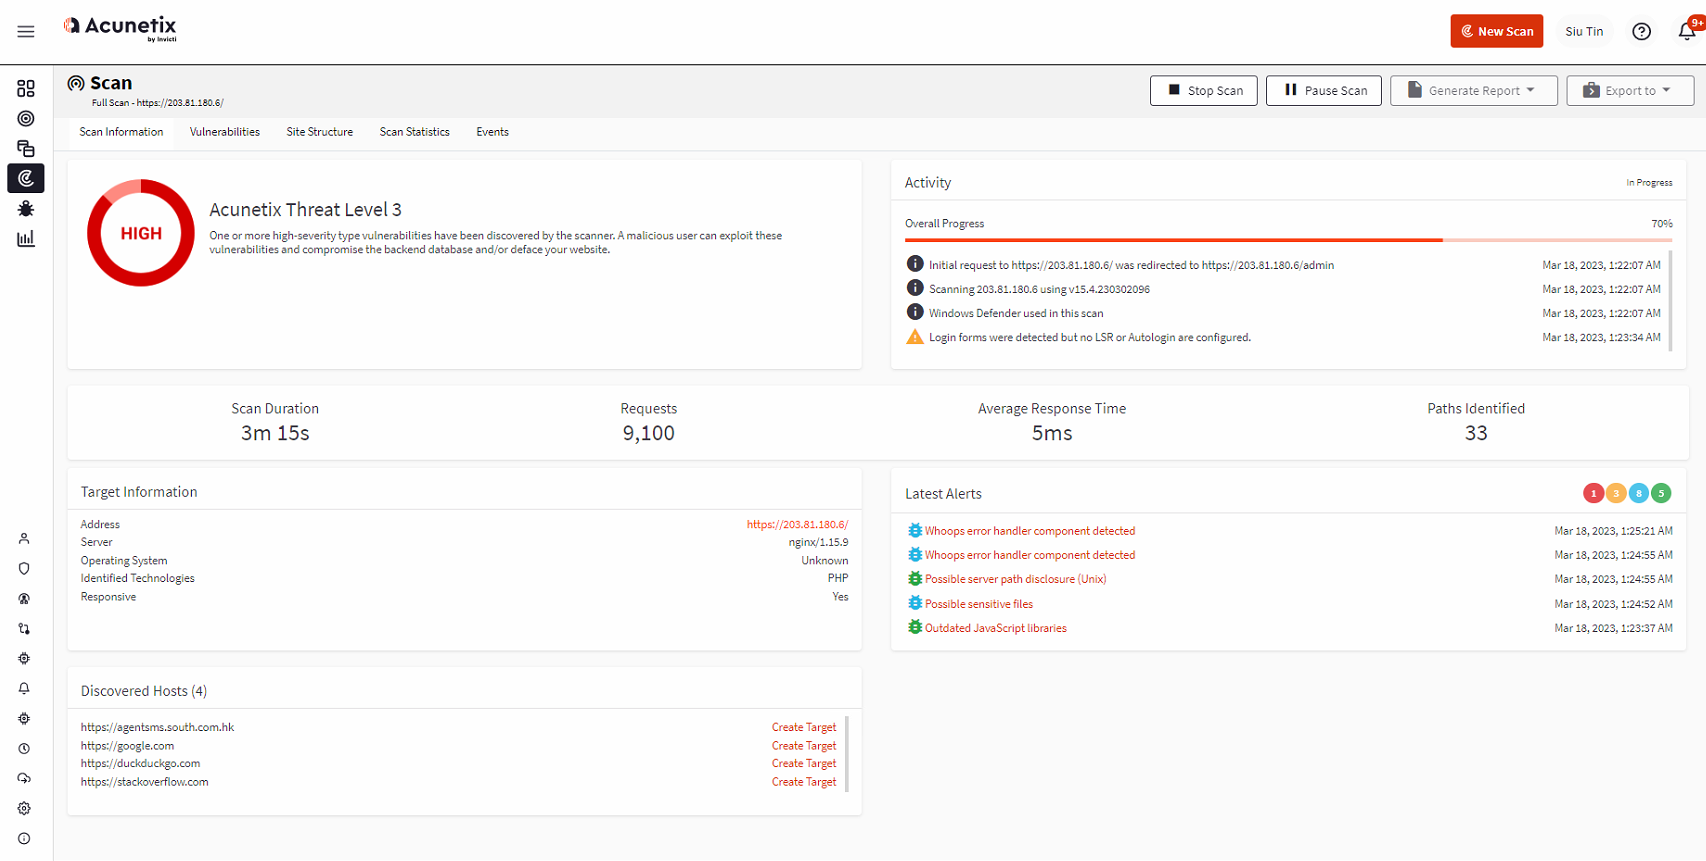 Acunetix
by Invicti
New Scan
Siu Tin
9+
Scan
Full Scan - https://203.81.180.6/
Stop Scan
Pause Scan
Generate Report
Export to
Scan Information
Vulnerabilities
Site Structure
Scan Statistics
Events
HIGH
Acunetix Threat Level 3
One or more high-severity type vulnerabilities have been discovered by the scanner. A malicious user can exploit these
vulnerabilities and compromise the backend database and/or deface your website.
Activity
In Progress
Overall Progress
70%
Initial request to https://203.81.180.6/ was redirected to https://203.81.180.6/admin Mar 18, 2023, 1:22:07 AM
Scanning 203.81.180.6 using v15.4.230302096 Mar 18, 2023, 1:22:07 AM
Windows Defender used in this scan Mar 18, 2023, 1:22:07 AM
Login forms were detected but no LSR or Autologin are configured. Mar 18, 2023, 1:23:34 AM
Scan Duration
3m 15s
Requests
9,100
Average Response Time
5ms
Paths Identified
33
Target Information
Address https://203.81.180.6/
Server nginx/1.15.9
Operating System Unknown
Identified Technologies PHP
Responsive Yes
Latest Alerts
1 3 8 5
Whoops error handler component detected Mar 18, 2023, 1:25:21 AM
Whoops error handler component detected Mar 18, 2023, 1:24:55 AM
Possible server path disclosure (Unix) Mar 18, 2023, 1:24:55 AM
Possible sensitive files Mar 18, 2023, 1:24:52 AM
Outdated JavaScript libraries Mar 18, 2023, 1:23:37 AM
Discovered Hosts (4)
https://agentsms.south.com.hk Create Target
https://google.com Create Target
https://duckduckgo.com Create Target
https://stackoverflow.com Create Target